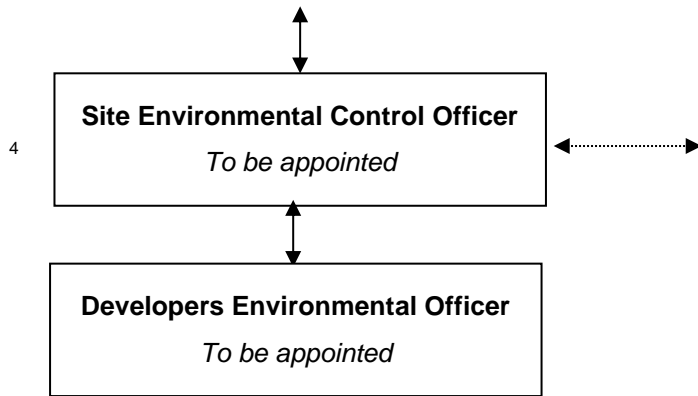 Site Environmental Control Officer
4
To be appointed
Developers Environmental Officer
To be appointed